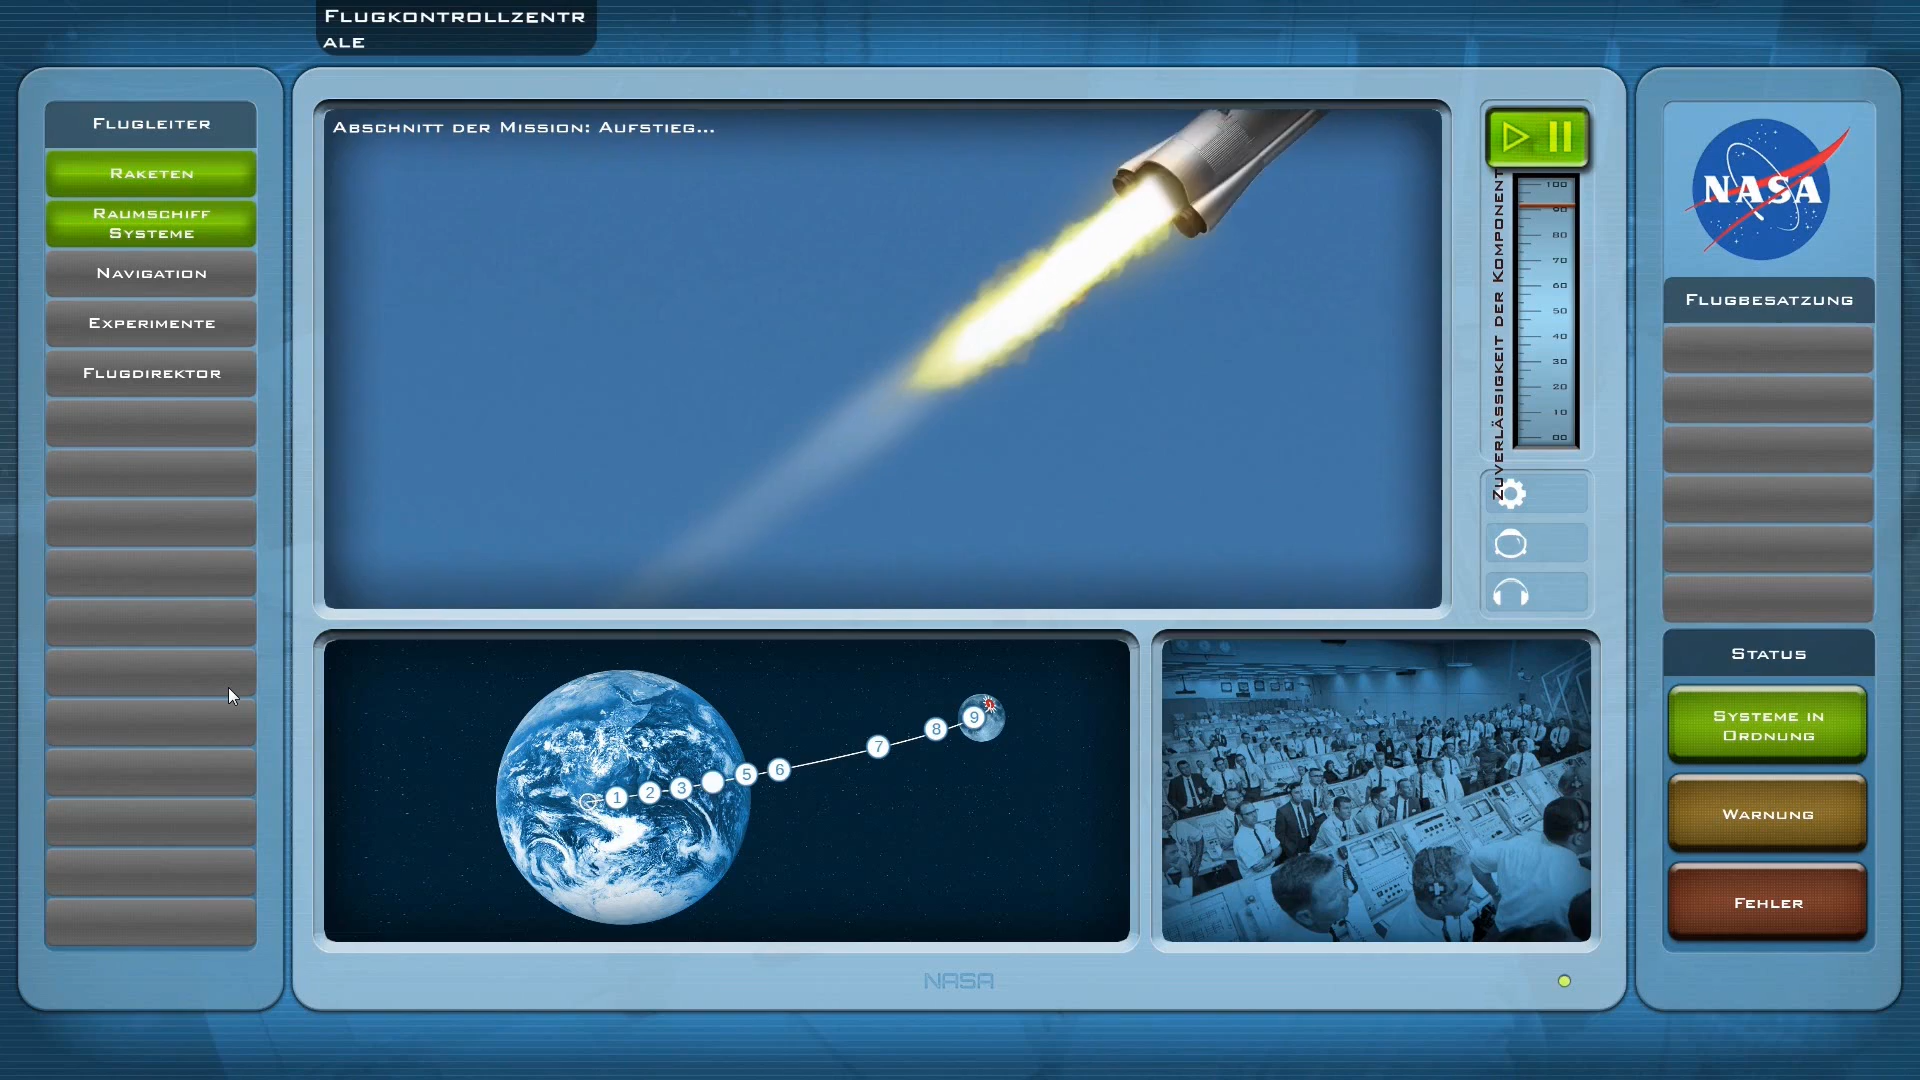 Flugkontrollzentr
ale
Flugleiter
Raketen
Raumschiff
Systeme
Navigation
Experimente
Flugdirektor
Abschnitt der Mission: Aufstieg...
1
2
3
5
6
7
8
9
Zuverlässigkeit der Komponent
100
90
80
70
60
50
40
30
20
10
00
NASA
NASA
Flugbesatzung
Status
Systeme in
Ordnung
Warnung
Fehler